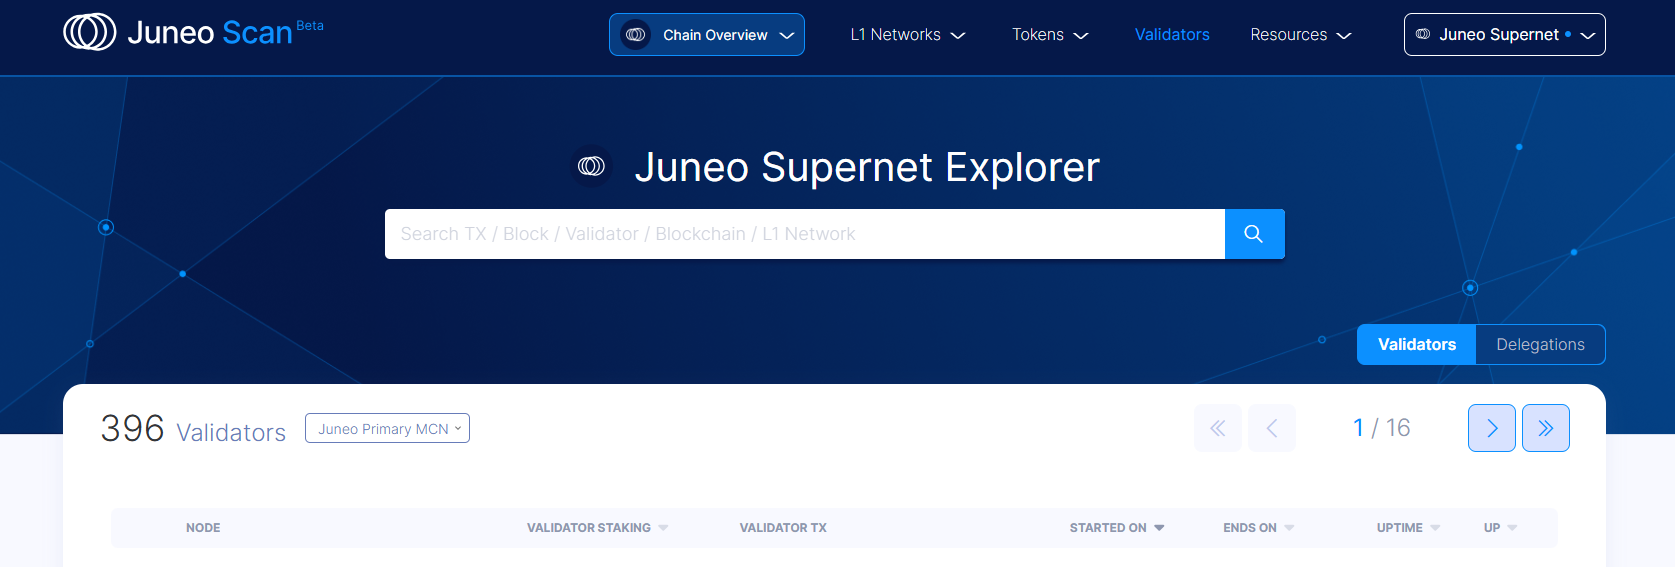 Juneo Scan Beta
Chain Overview
L1 Networks
Tokens
Validators
Resources
Juneo Supernet
Juneo Supernet Explorer
Search TX / Block / Validator / Blockchain / L1 Network
Validators
Delegations
396 Validators
Juneo Primary MCN
1 / 16
NODE
VALIDATOR STAKING
VALIDATOR TX
STARTED ON
ENDS ON
UPTIME
UP